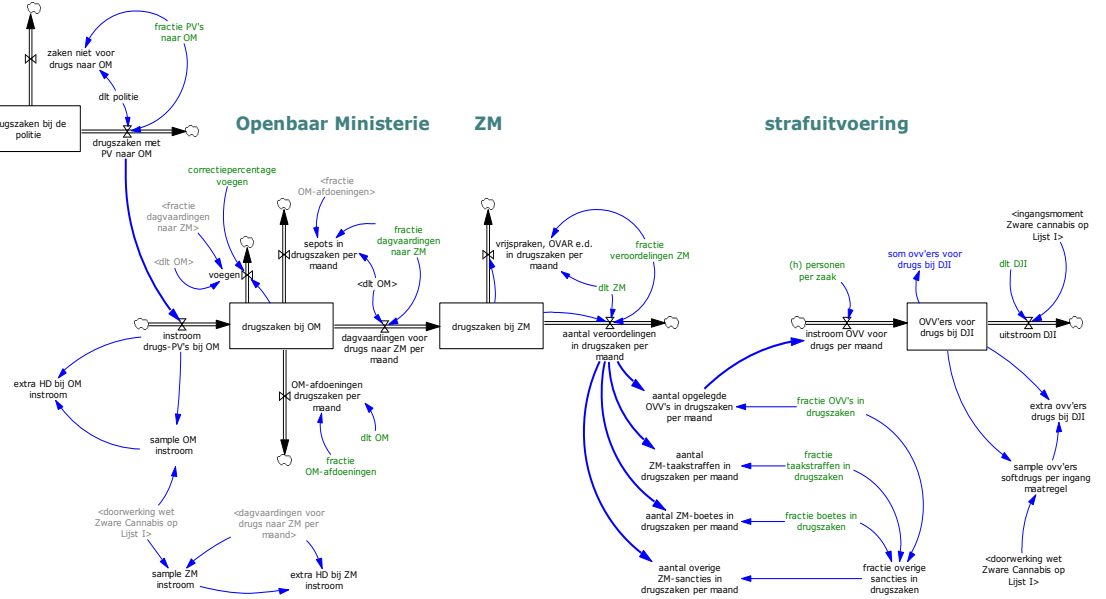 fractie PV's
naar OM
zaken niet voor
drugs naar OM
dlt politie
politie
drugszaken bij de
drugszaken met
PV naar OM
Openbaar Ministerie
ZM
strafuitvoering
correctiepercentage
voegen
<fractie
OM-afdoeningen>
<fractie
dagvaardingen
naar ZM>
<dlt OM>
voegen
sepots in
drugszaken per
maand
fractie
dagvaardingen
naar ZM
<dlt OM>
vrijspraken, OVAR e.d.
in drugszaken per
maand
fractie
veroordelingen ZM
dlt ZM
(h) personen
per zaak
som ovv'ers voor
drugs bij DJI
<ingangsmoment
Zware cannabis op
Lijst I>
dlt DJI
instroom
drugs-PV's bij OM
drugszaken bij OM
dagvaardingen voor
drugs naar ZM per
maand
drugszaken bij ZM
aantal veroordelingen
in drugszaken per
maand
instroom OVV voor
drugs per maand
OVV'ers voor
drugs bij DJI
uitstroom DJI
extra HD bij OM
instroom
OM-afdoeningen
drugszaken per
maand
dlt OM
fractie
OM-afdoeningen
sample OM
instroom
<doorwerking wet
Zware Cannabis op
Lijst I>
<dagvaardingen voor
drugs naar ZM per
maand>
sample ZM
instroom
extra HD bij ZM
instroom
aantal opgelegde
OVV's in drugszaken
per maand
fractie OVV's in
drugszaken
aantal
ZM-taakstraffen in
drugszaken per maand
fractie
taakstraffen in
drugszaken
aantal ZM-boetes in
drugszaken per maand
fractie boetes in
drugszaken
aantal overige
ZM-sancties in
drugszaken per maand
fractie overige
sancties in
drugszaken
extra ovv'ers
drugs bij DJI
sample ovv'ers
softdrugs per ingang
maatregel
<doorwerking wet
Zware Cannabis op
Lijst I>